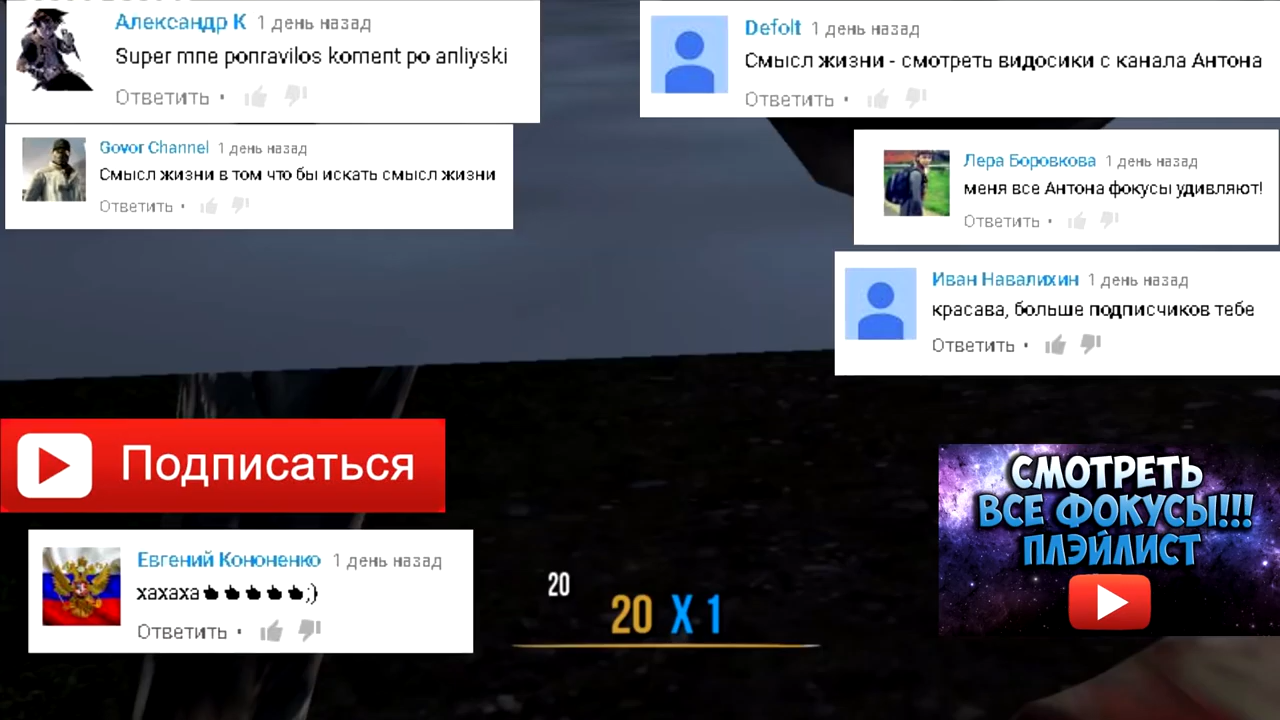 Александр К 1 день назад
Super mne ponravilos koment po anliyski
Ответить •
Defolt 1 день назад
Смысл жизни - смотреть видосики с канала Антона
Ответить •
Govor Channel 1 день назад
Смысл жизни в том что бы искать смысл жизни
Ответить •
Лера Боровкова 1 день назад
меня все Антона фокусы удивляют!
Ответить •
Иван Навалихин 1 день назад
красава, больше подписчиков тебе
Ответить •
Подписаться
СМОТРЕТЬ
ВСЕ ФОКУСЫ!!!
ПЛЭЙЛИСТ
Евгений Кононенко 1 день назад
хахаха;)
Ответить •
20
20 X 1